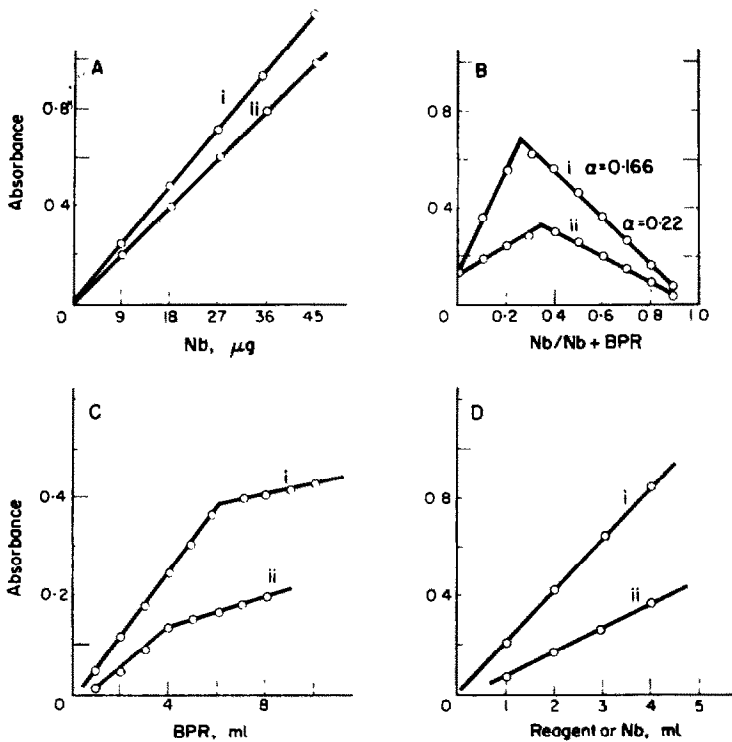 A
B
i
ii
0·8
0·4
0
9 18 27 36 45
Nb, μg
Absorbance
0·8
0·4
i α=0·166
α=0·22
ii
0 0·2 0·4 0·6 0·8 1·0
Nb/Nb + BPR
C
D
i
ii
0·4
0·2
0
4 8
BPR, ml
Absorbance
i
ii
0·8
0·4
0
1 2 3 4 5
Reagent or Nb, ml